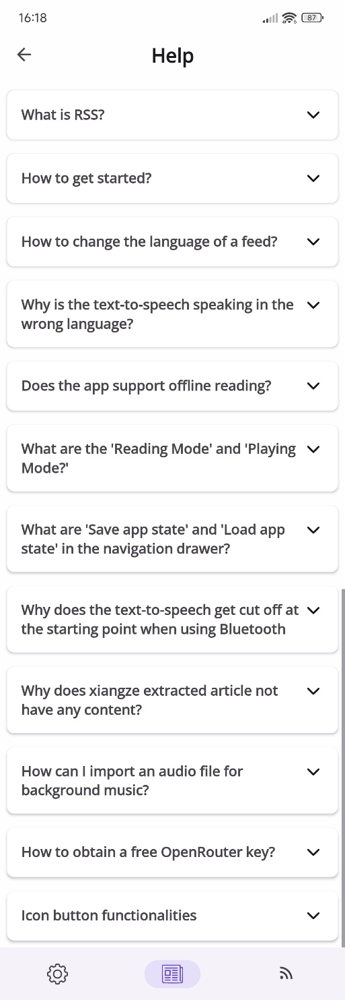 16:18
87
Help
What is RSS?
How to get started?
How to change the language of a feed?
Why is the text-to-speech speaking in the
wrong language?
Does the app support offline reading?
What are the 'Reading Mode' and 'Playing
Mode?'
What are 'Save app state' and 'Load app
state' in the navigation drawer?
Why does the text-to-speech get cut off at
the starting point when using Bluetooth
Why does xiangze extracted article not
have any content?
How can I import an audio file for
background music?
How to obtain a free OpenRouter key?
Icon button functionalities